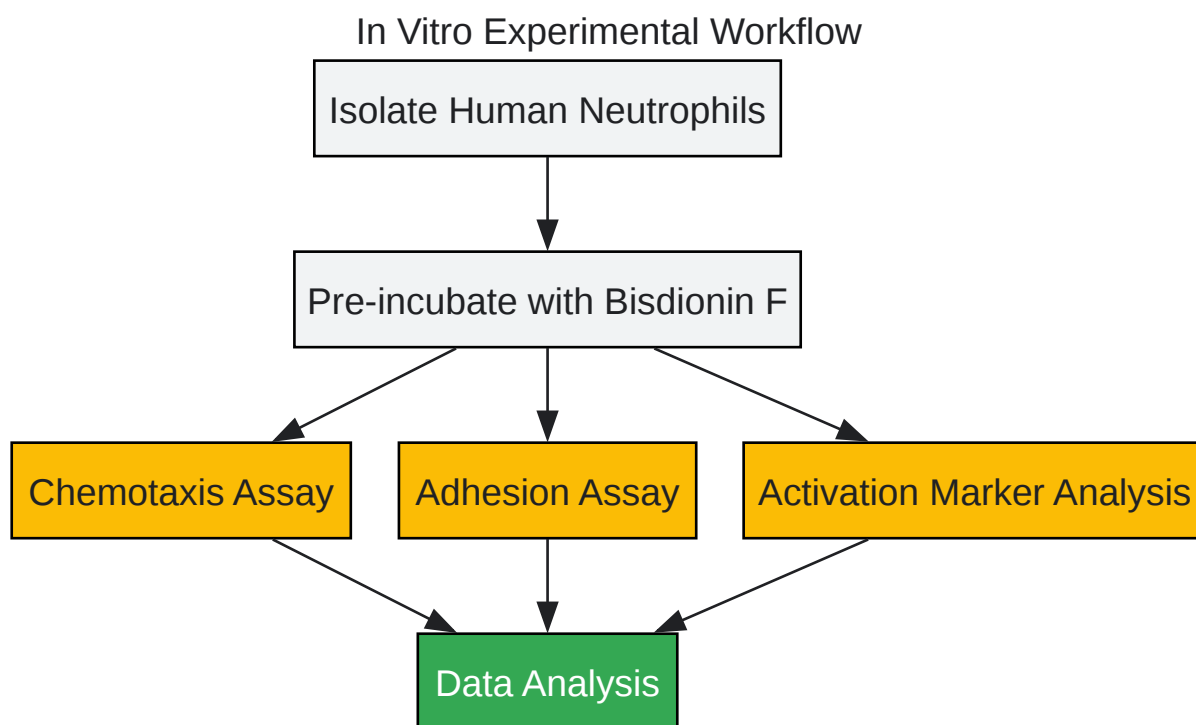 In Vitro Experimental Workflow
Isolate Human Neutrophils
Pre-incubate with Bisdionin F
Chemotaxis Assay
Adhesion Assay
Activation Marker Analysis
Data Analysis